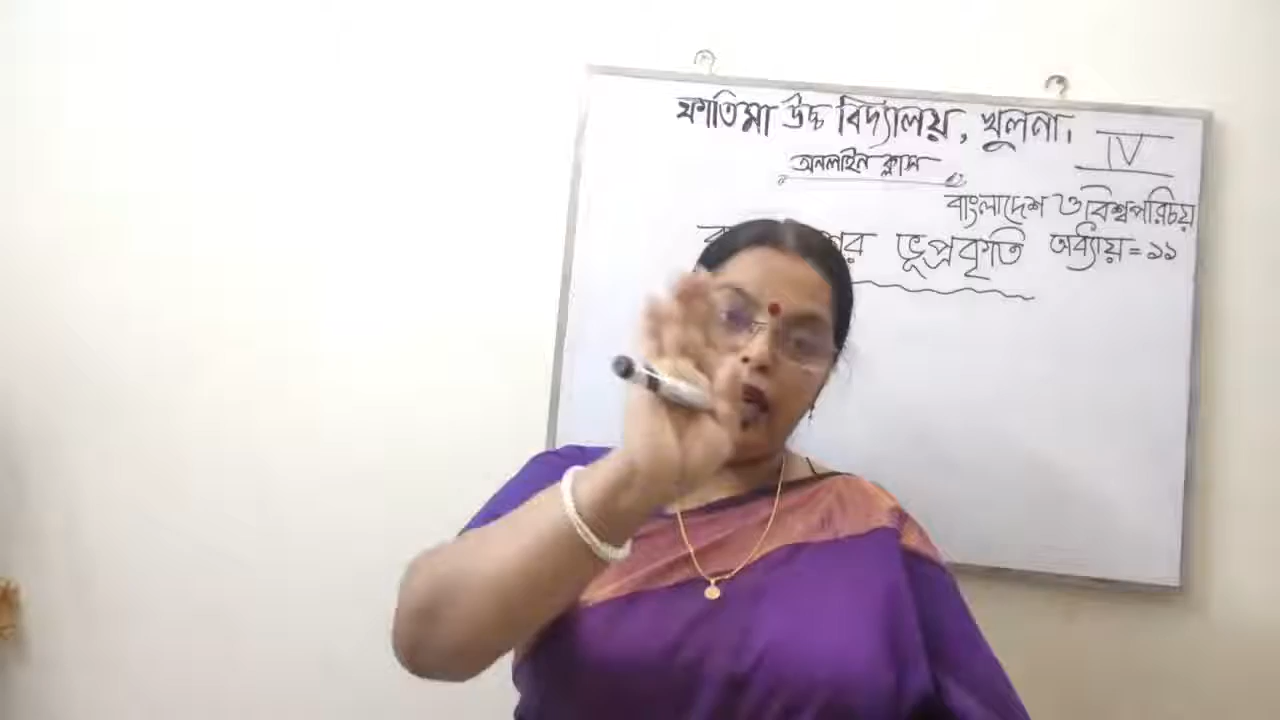 ফাতিমা উচ্চ বিদ্যালয়, খুলনা।
IV
অনলাইন ক্লাস
বাংলাদেশ ও বিশ্বপরিচয়
ভূপ্রকৃতি অধ্যায় = ১১